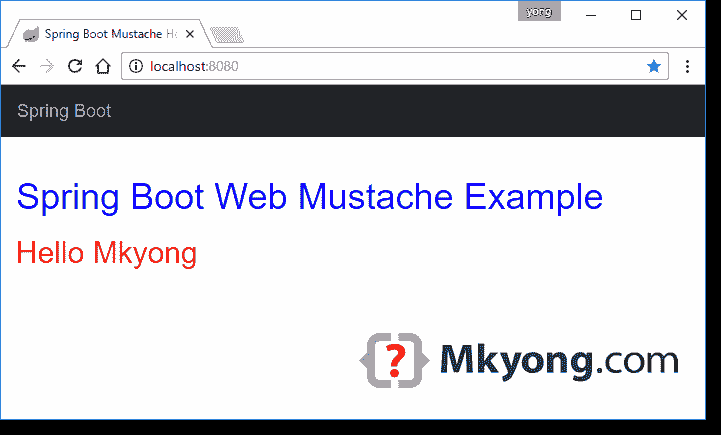 yong
Spring Boot Mustache He
localhost:8080
Spring Boot
Spring Boot Web Mustache Example
Hello Mkyong
{?} Mkyong.com